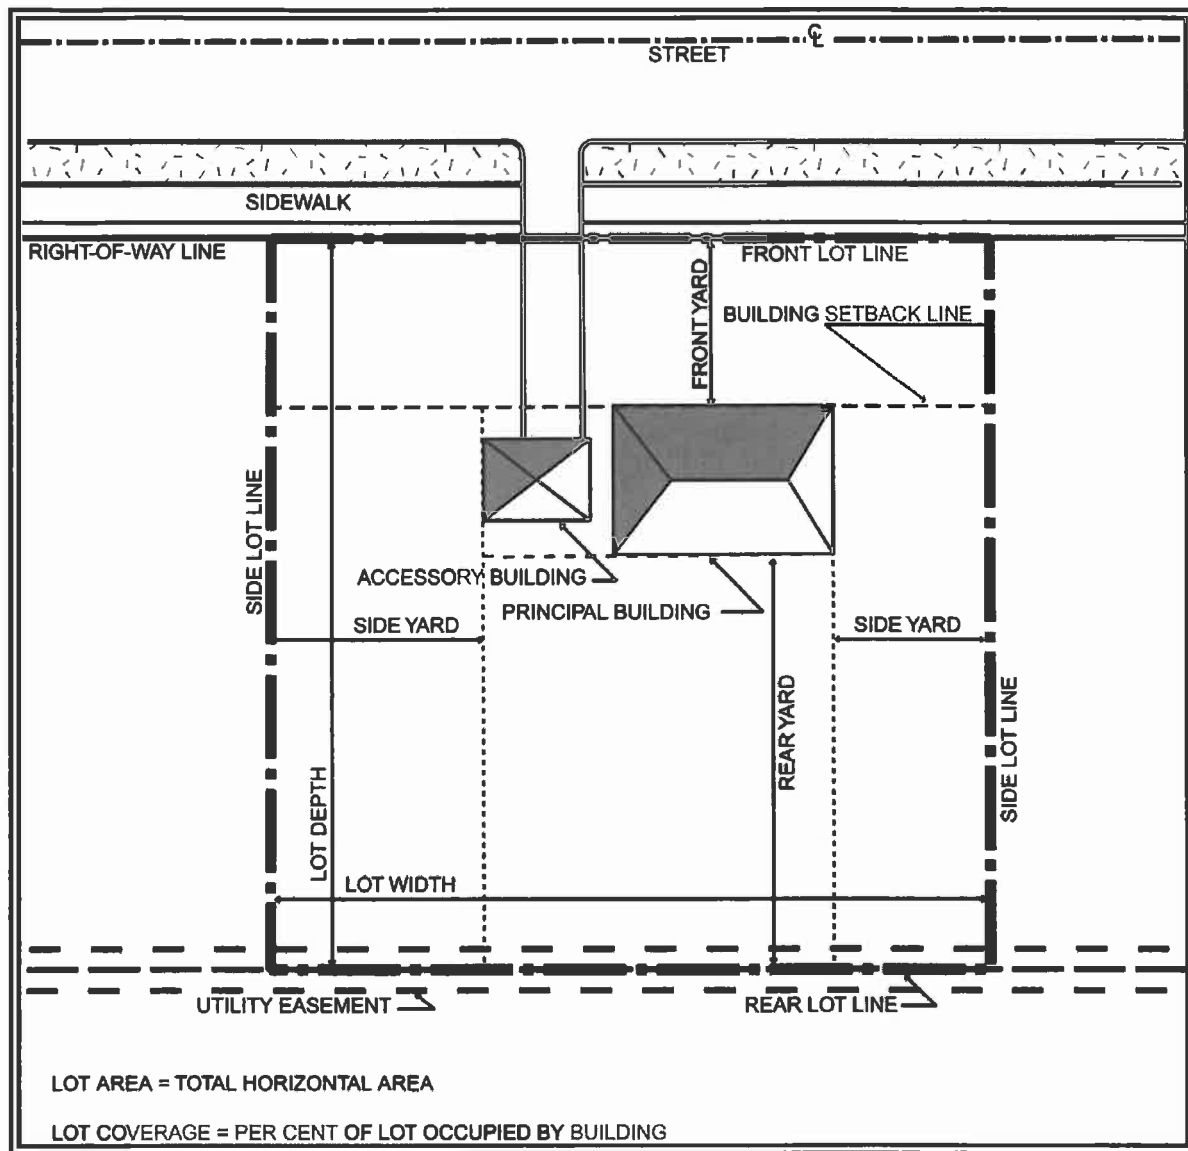 ℄
STREET
SIDEWALK
RIGHT-OF-WAY LINE
FRONT LOT LINE
FRONT YARD
BUILDING SETBACK LINE
SIDE LOT LINE
ACCESSORY BUILDING
PRINCIPAL BUILDING
SIDE YARD
SIDE YARD
REAR YARD
SIDE LOT LINE
LOT DEPTH
LOT WIDTH
UTILITY EASEMENT
REAR LOT LINE
LOT AREA = TOTAL HORIZONTAL AREA
LOT COVERAGE = PER CENT OF LOT OCCUPIED BY BUILDING